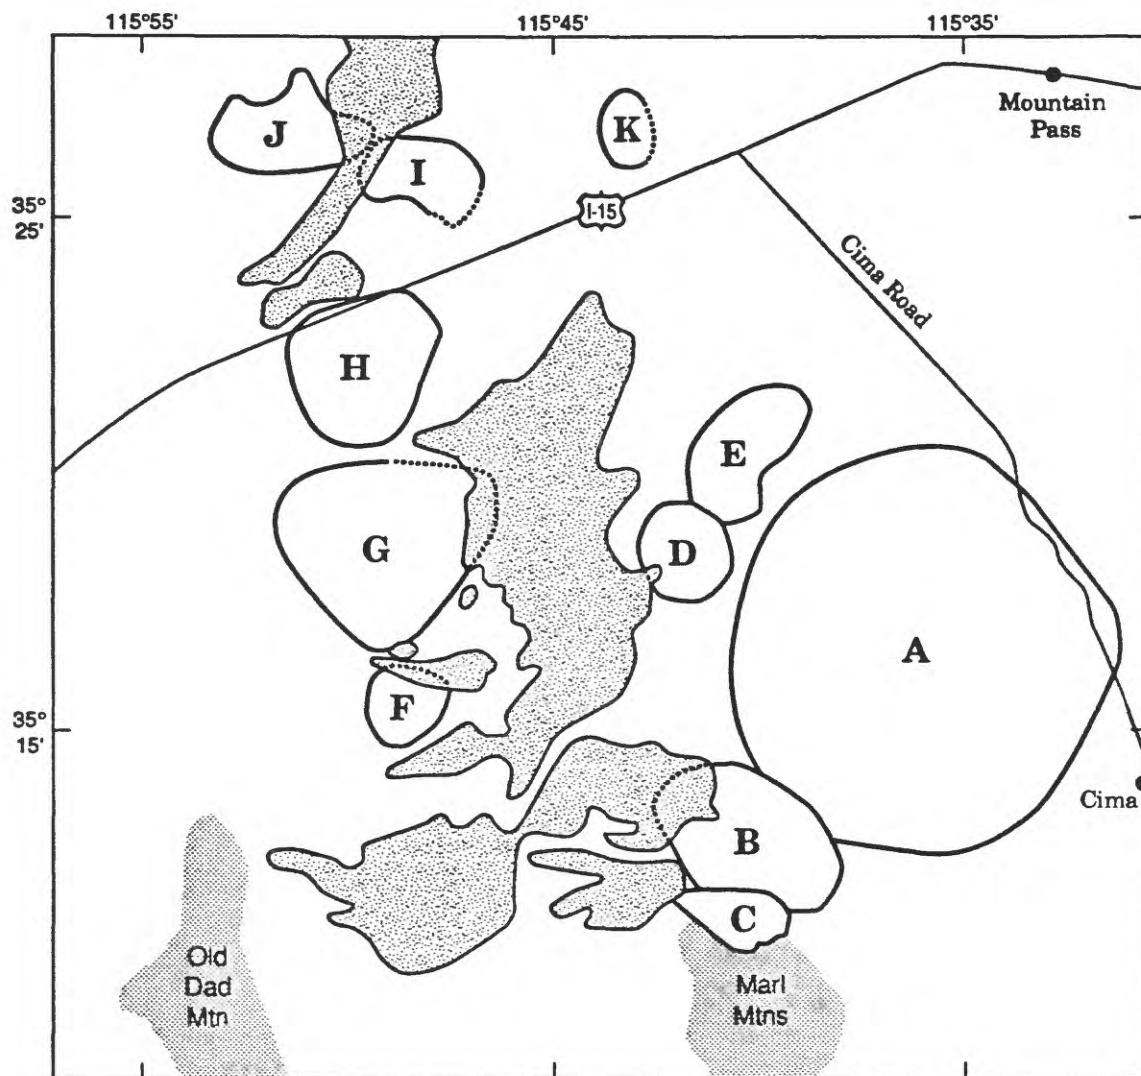 115°55'
115°45'
115°35'
Mountain
Pass
K
J
I
35°
25'
I-15
Cima Road
H
E
G
D
A
F
35°
15'
Cima
B
C
Old
Dad
Mtn
Marl
Mtns